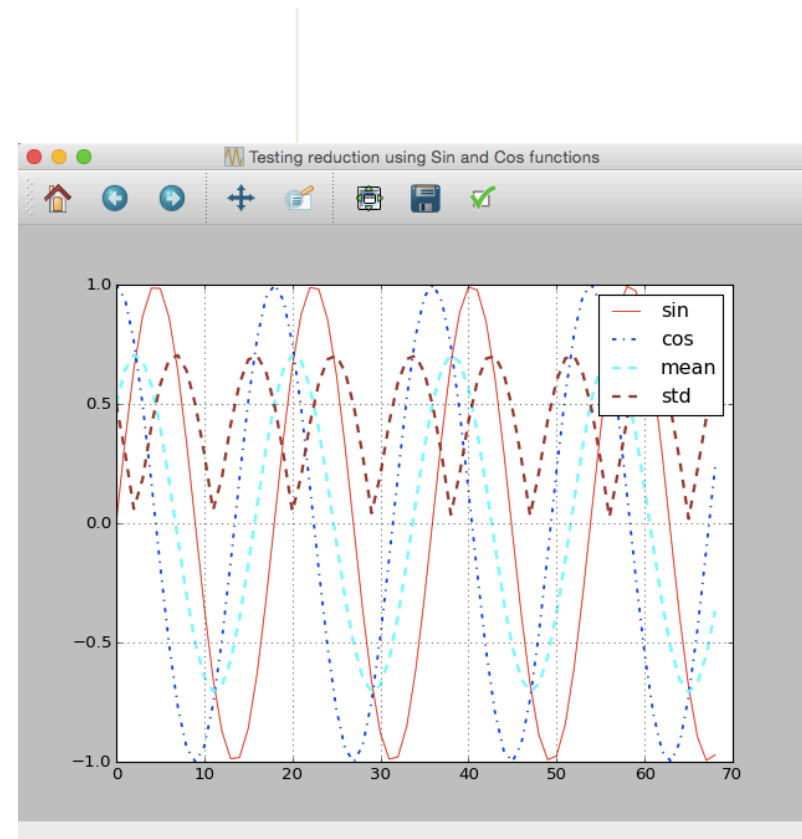 Testing reduction using Sin and Cos functions
1.0
0.5
0.0
−0.5
−1.0
0 10 20 30 40 50 60 70
sin
cos
mean
std